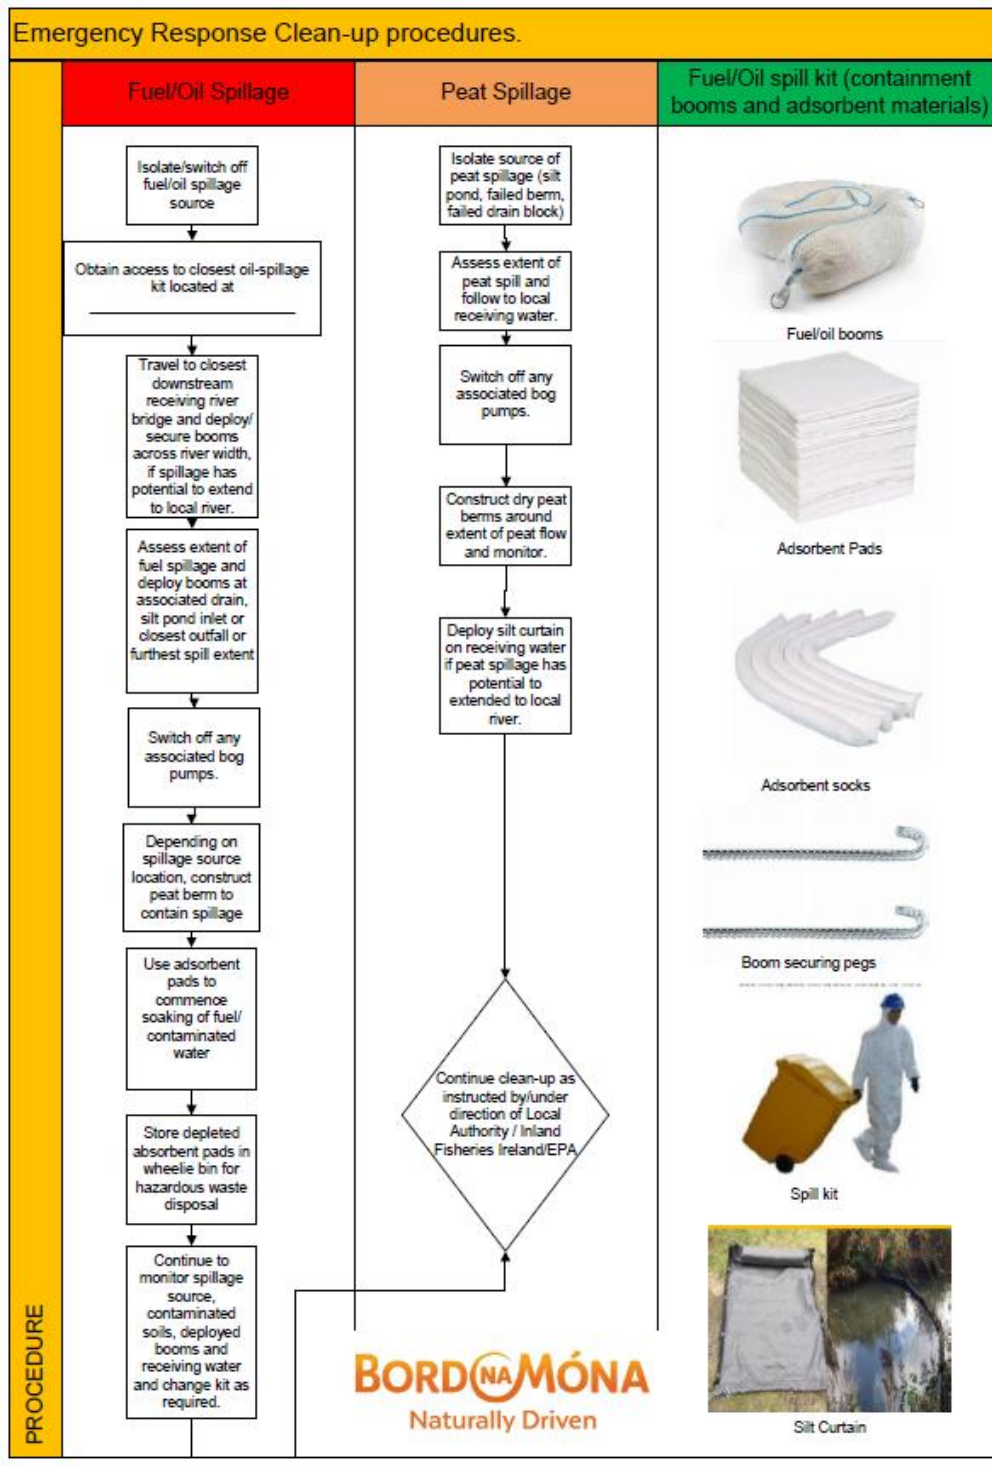 Emergency Response Clean-up procedures.
PROCEDURE
Fuel/Oil Spillage
Isolate/switch off
fuel/oil spillage
source
Obtain access to closest oil-spillage
kit located at
Travel to closest
downstream
receiving river
bridge and deploy/
secure booms
across river width,
if spillage has
potential to extend
to local river.
Assess extent of
fuel spillage and
deploy booms at
associated drain,
silt pond inlet or
closest outfall or
furthest spill extent
Switch off any
associated bog
pumps.
Depending on
spillage source
location, construct
peat berm to
contain spillage
Use adsorbent
pads to
commence
soaking of fuel/
contaminated
water
Store depleted
absorbent pads in
wheelie bin for
hazardous waste
disposal
Continue to
monitor spillage
source,
contaminated
soils, deployed
booms and
receiving water
and change kit as
required.
Peat Spillage
Isolate source of
peat spillage (silt
pond, failed berm,
failed drain block)
Assess extent of
peat spill and
follow to local
receiving water.
Switch off any
associated bog
pumps.
Construct dry peat
berms around
extent of peat flow
and monitor.
Deploy silt curtain
on receiving water
if peat spillage has
potential to
extended to local
river.
Continue clean-up as
instructed by/under
direction of Local
Authority / Inland
Fisheries Ireland/EPA
BORD NA MÓNA
Naturally Driven
Fuel/Oil spill kit (containment
booms and adsorbent materials)
Fuel/oil booms
Adsorbent Pads
Adsorbent socks
Boom securing pegs
Spill kit
Silt Curtain